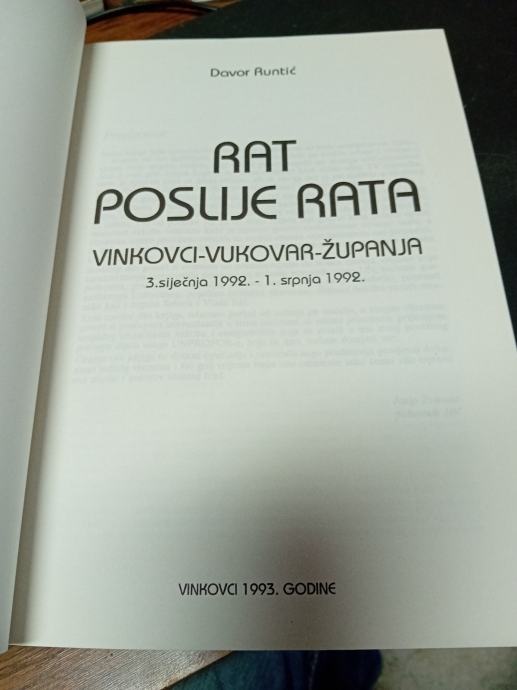 Davor Runtić
RAT
POSLIJE RATA
VINKOVCI-VUKOVAR-ŽUPANJA
3.siječnja 1992. - 1. srpnja 1992.
VINKOVCI 1993. GODINE